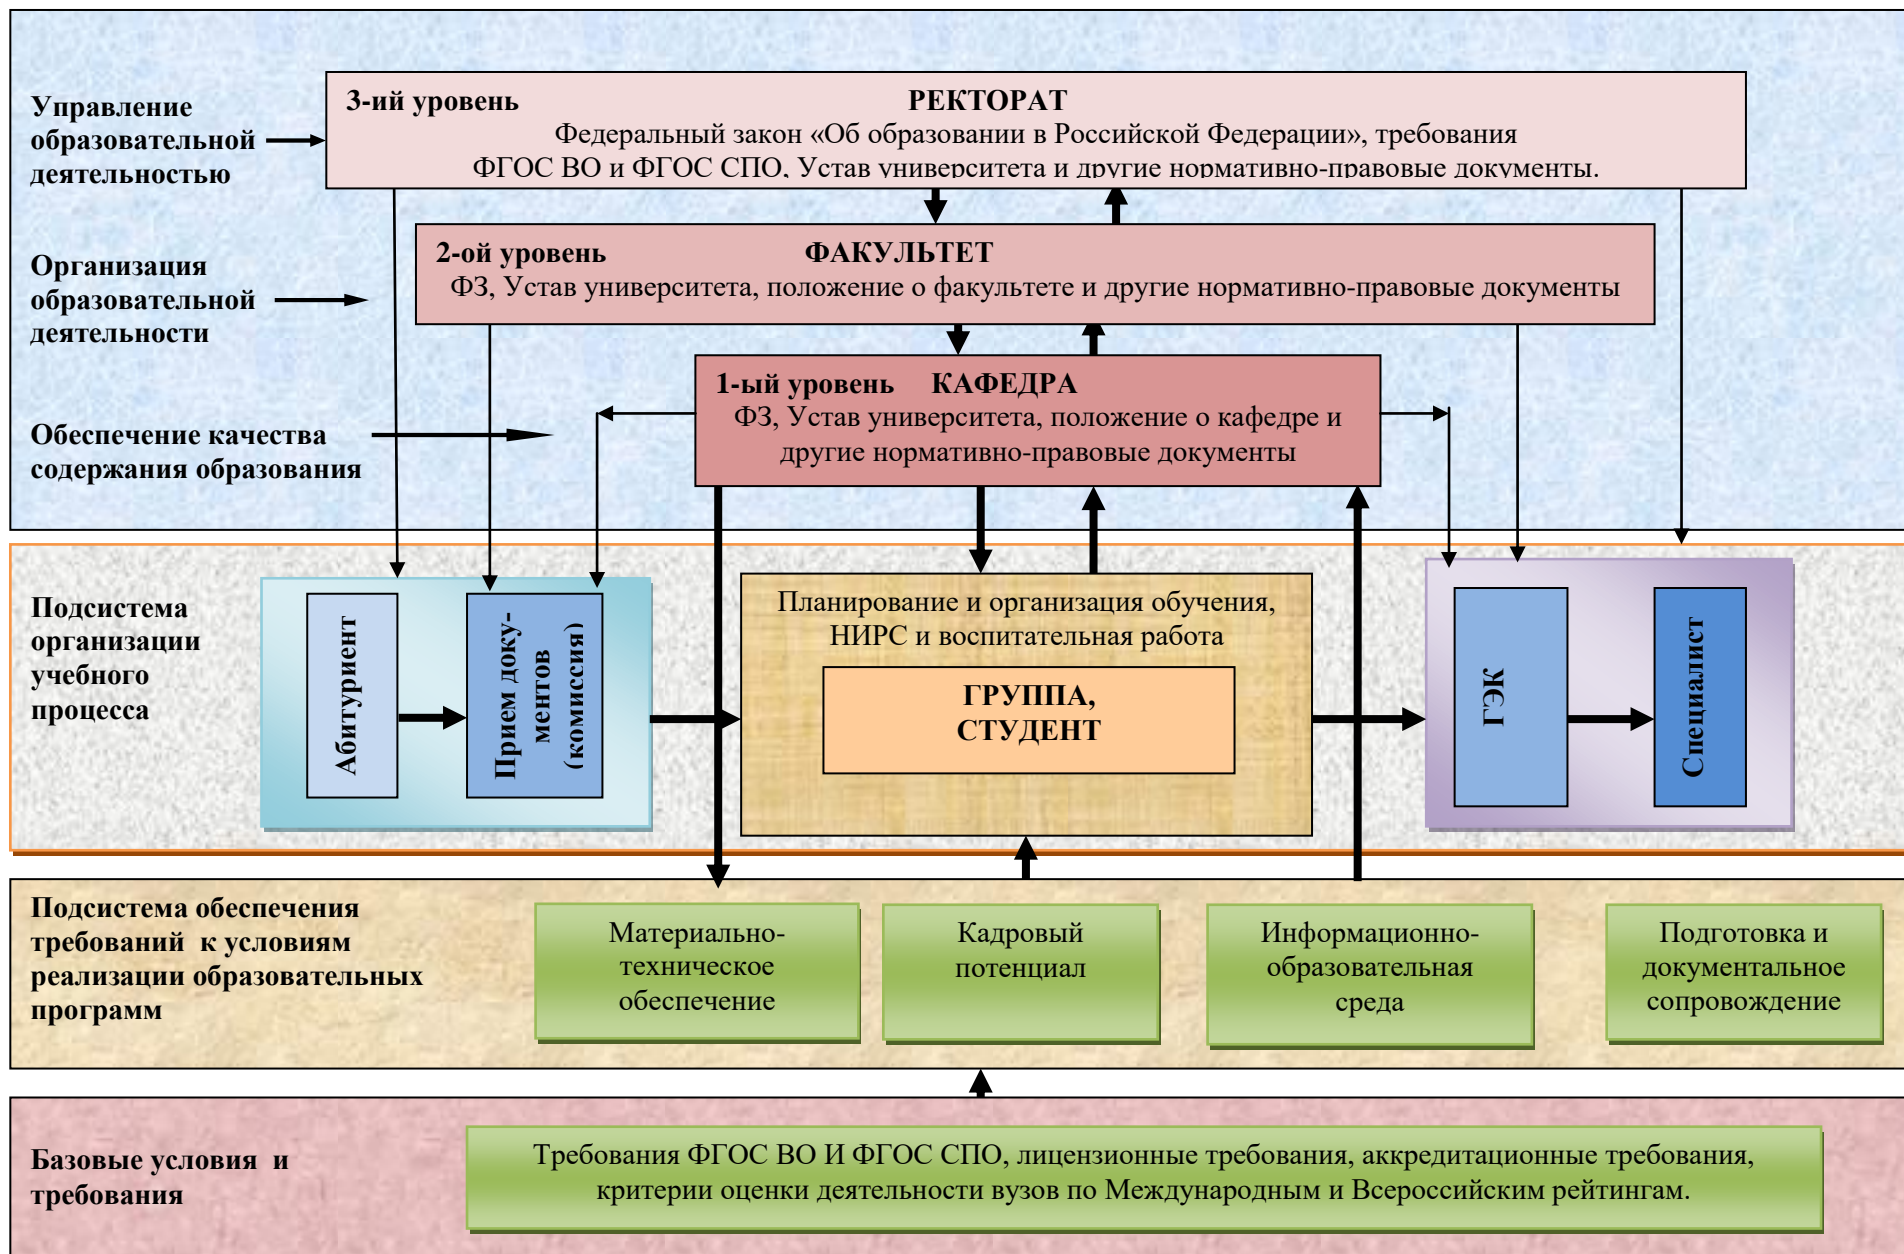 Управление
образовательной
деятельностью
3-ий уровень РЕКТОРАТ
Федеральный закон «Об образовании в Российской Федерации», требования
ФГОС ВО и ФГОС СПО, Устав университета и другие нормативно-правовые документы.
Организация
образовательной
деятельности
2-ой уровень ФАКУЛЬТЕТ
ФЗ, Устав университета, положение о факультете и другие нормативно-правовые документы
Обеспечение качества
содержания образования
1-ый уровень КАФЕДРА
ФЗ, Устав университета, положение о кафедре и
другие нормативно-правовые документы
Подсистема
организации
учебного
процесса
Абитуриент
Прием доку-
ментов
(комиссия)
Планирование и организация обучения,
НИРС и воспитательная работа
ГРУППА,
СТУДЕНТ
ГЭК
Специалист
Подсистема обеспечения
требований к условиям
реализации образовательных
программ
Материально-
техническое
обеспечение
Кадровый
потенциал
Информационно-
образовательная
среда
Подготовка и
документальное
сопровождение
Базовые условия и
требования
Требования ФГОС ВО И ФГОС СПО, лицензионные требования, аккредитационные требования,
критерии оценки деятельности вузов по Международным и Всероссийским рейтингам.